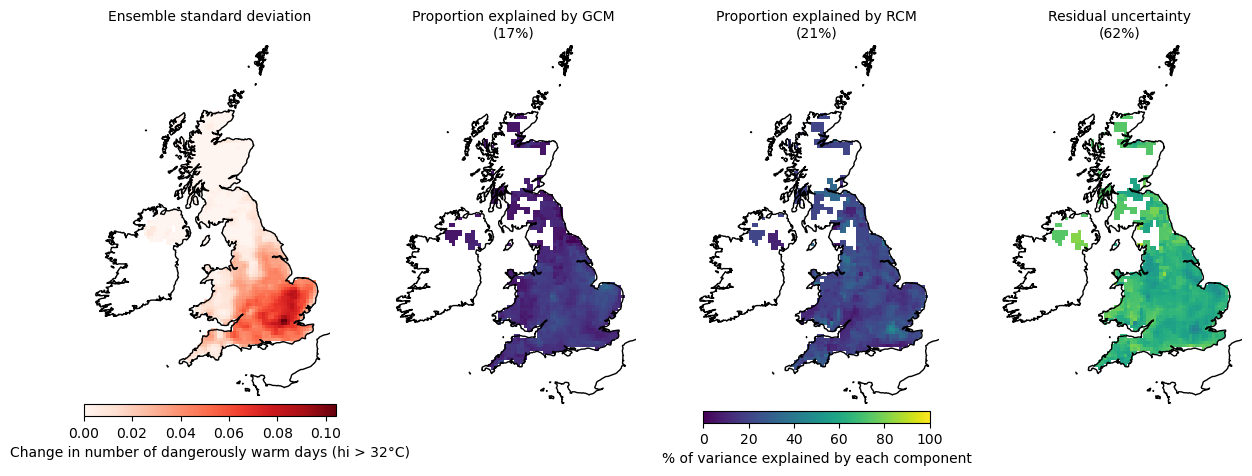 Ensemble standard deviation
Proportion explained by GCM
(17%)
Proportion explained by RCM
(21%)
Residual uncertainty
(62%)
0.00 0.02 0.04 0.06 0.08 0.10
Change in number of dangerously warm days (hi > 32°C)
0 20 40 60 80 100
% of variance explained by each component